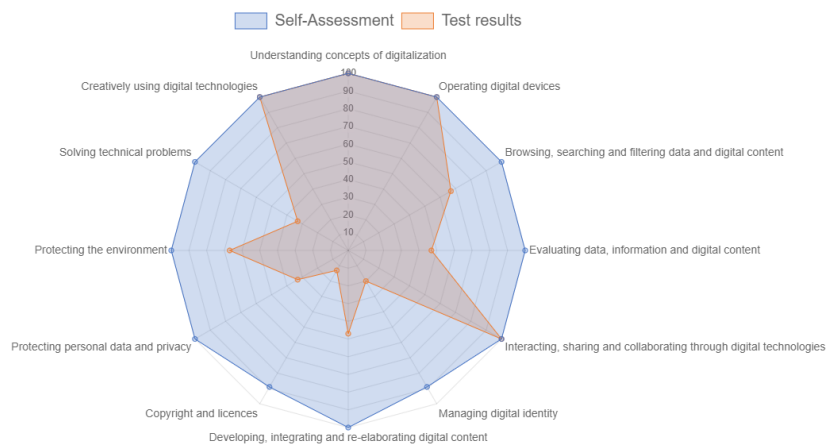 Self-Assessment Test results
Understanding concepts of digitalization
Creatively using digital technologies
Operating digital devices
Solving technical problems
Browsing, searching and filtering data and digital content
Protecting the environment
Evaluating data, information and digital content
Protecting personal data and privacy
Interacting, sharing and collaborating through digital technologies
Copyright and licences
Managing digital identity
Developing, integrating and re-elaborating digital content
100
90
80
70
60
50
40
30
20
10